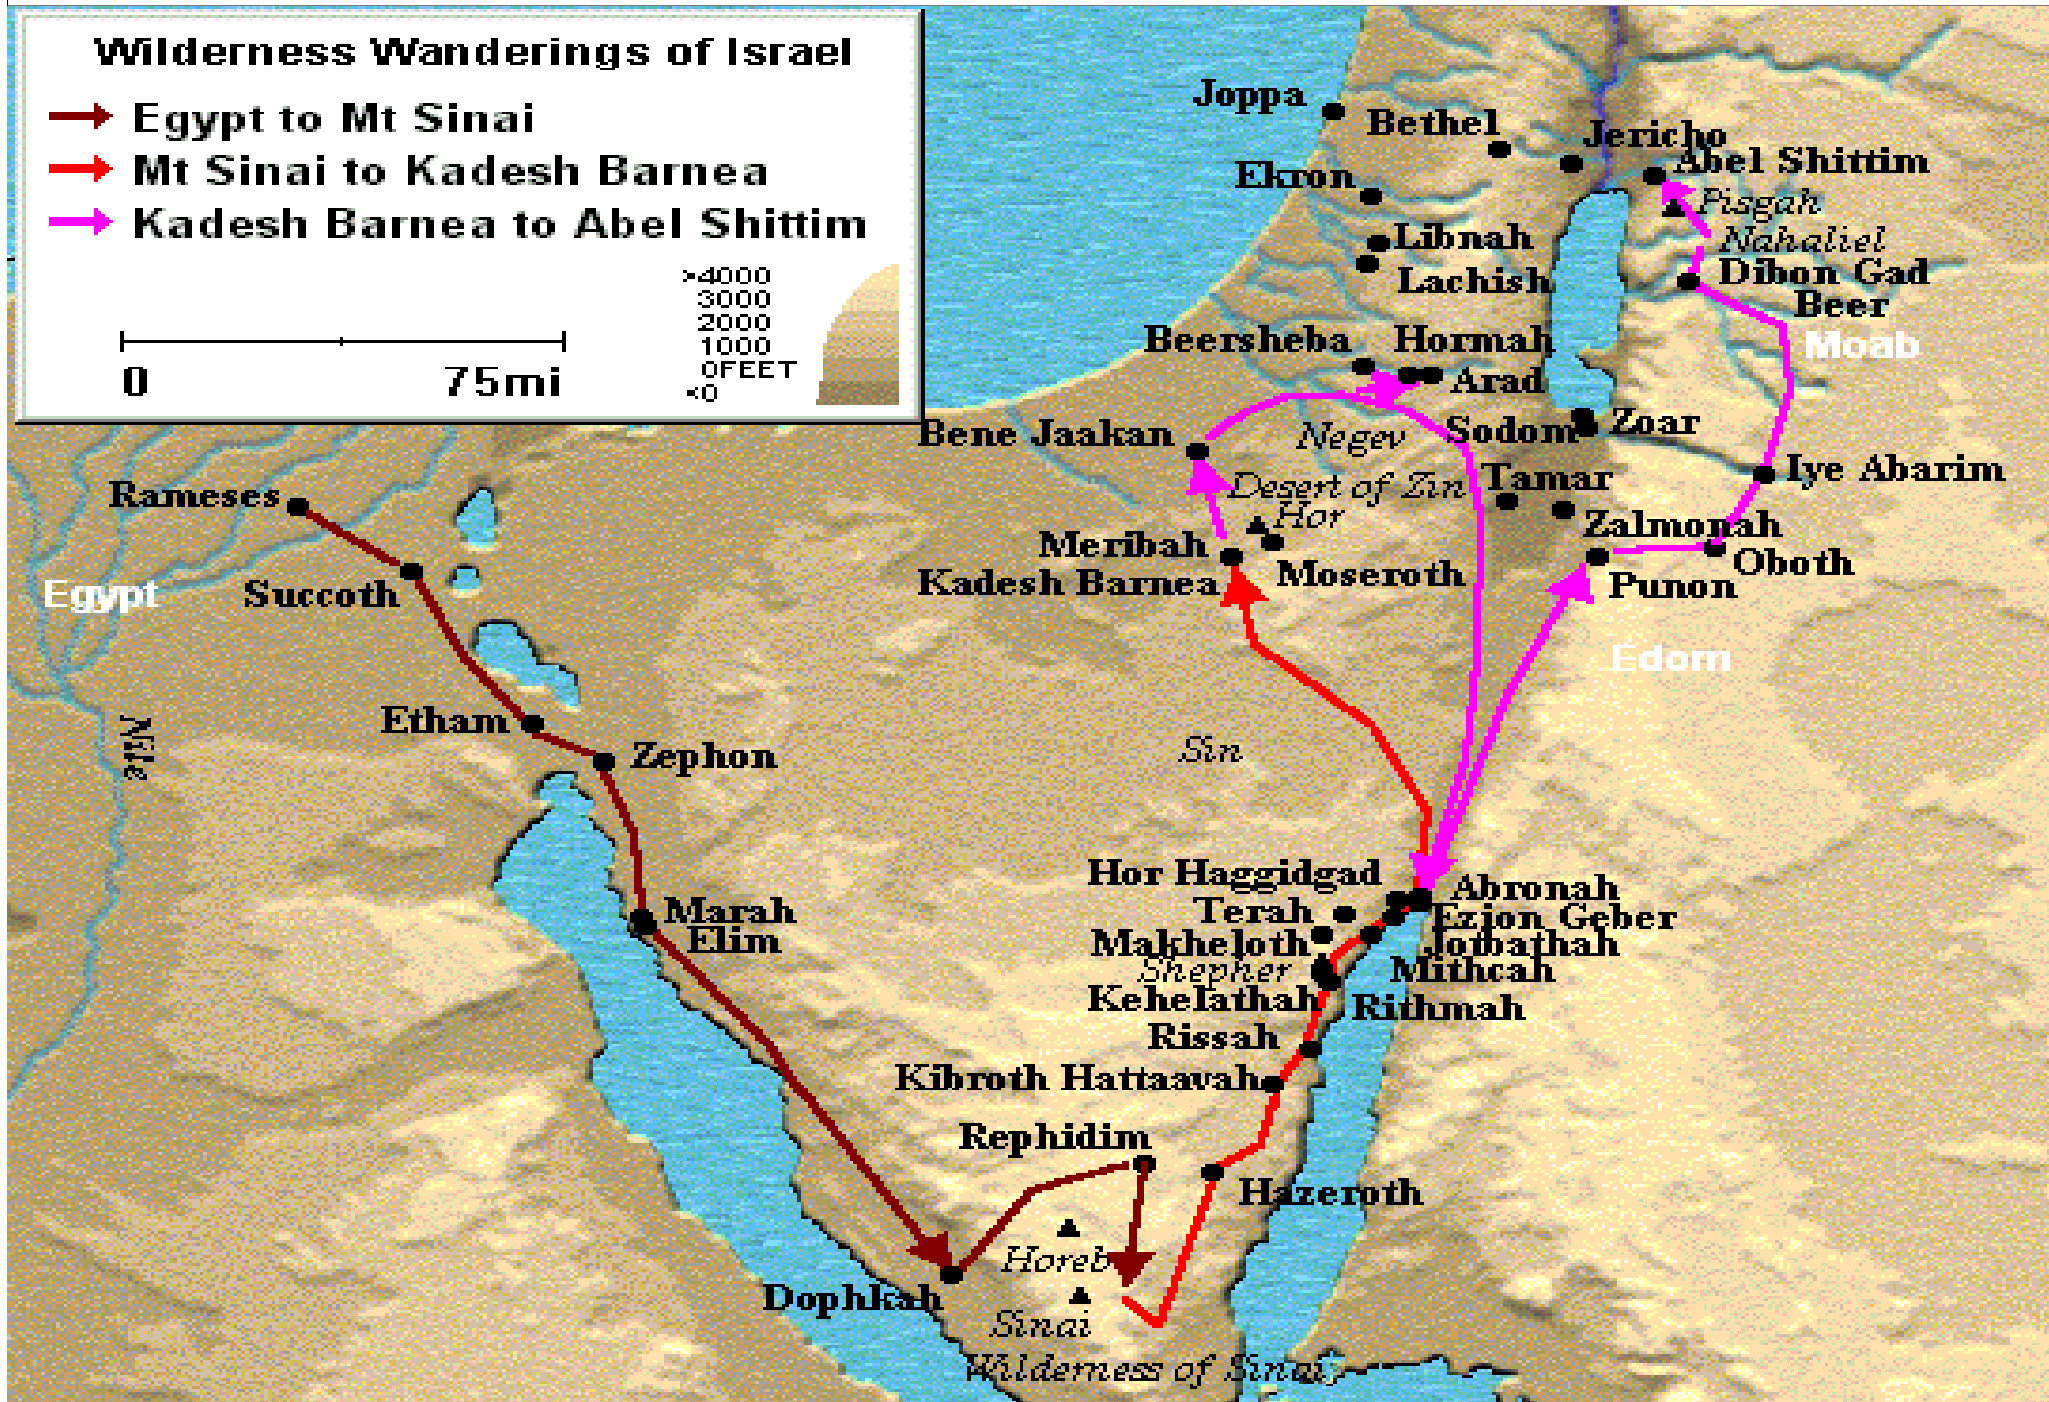 Wilderness Wanderings of Israel
Egypt to Mt Sinai
Mt Sinai to Kadesh Barnea
Kadesh Barnea to Abel Shittim
>4000
3000
2000
1000
0FEET
<0
0 75mi
Joppa
Bethel
Jericho
Abel Shittim
Ekron
Pisgah
Libnah
Nahaliel
Lachish
Dibon Gad
Beer
Beersheba
Hormah
Moab
Arad
Bene Jaakan
Negev
Sodom
Zoar
Rameses
Desert of Zin
Tamar
Iye Abarim
Hor
Zalmonah
Meribah
Oboth
Egypt
Succoth
Kadesh Barnea
Moseroth
Punon
Edom
Etham
Nile
Zephon
Sin
Hor Haggidgad
Abronah
Marah
Terah
Ezion Geber
Elim
Makheloth
Jotbathah
Shepher
Mithcah
Kehelathah
Rithmah
Rissah
Kibroth Hattaavah
Rephidim
Hazeroth
Horeb
Dophkah
Sinai
Wilderness of Sinai